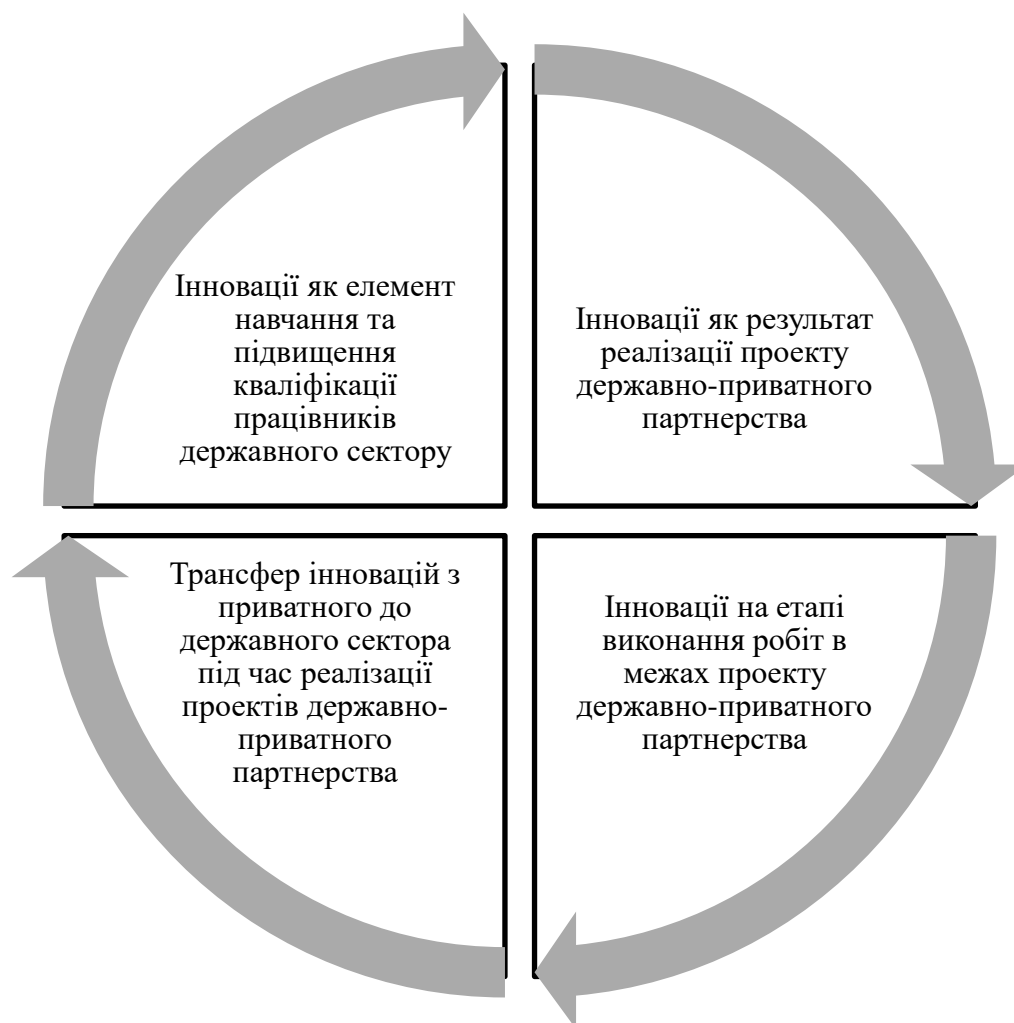 Інновації як елемент
навчання та
підвищення
кваліфікації
працівників
державного сектору
Інновації як результат
реалізації проекту
державно-приватного
партнерства
Трансфер інновацій з
приватного до
державного сектора
під час реалізації
проектів державно-
приватного
партнерства
Інновації на етапі
виконання робіт в
межах проекту
державно-приватного
партнерства